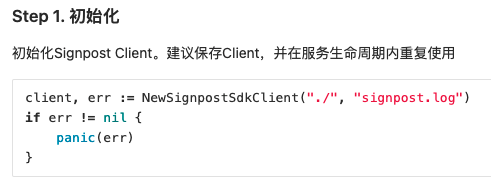 Step 1. 初始化
初始化Signpost Client。建议保存Client，并在服务生命周期内重复使用
client, err := NewSignpostSdkClient("./", "signpost.log")
if err != nil {
    panic(err)
}